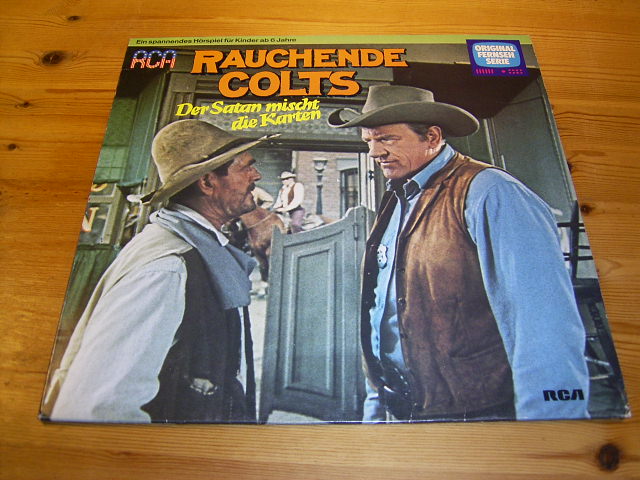 Ein spannendes Hörspiel für Kinder ab 6 Jahre
RCA
RAUCHENDE
COLTS
Der Satan mischt
die Karten
ORIGINAL
FERNSEH
SERIE
RCA